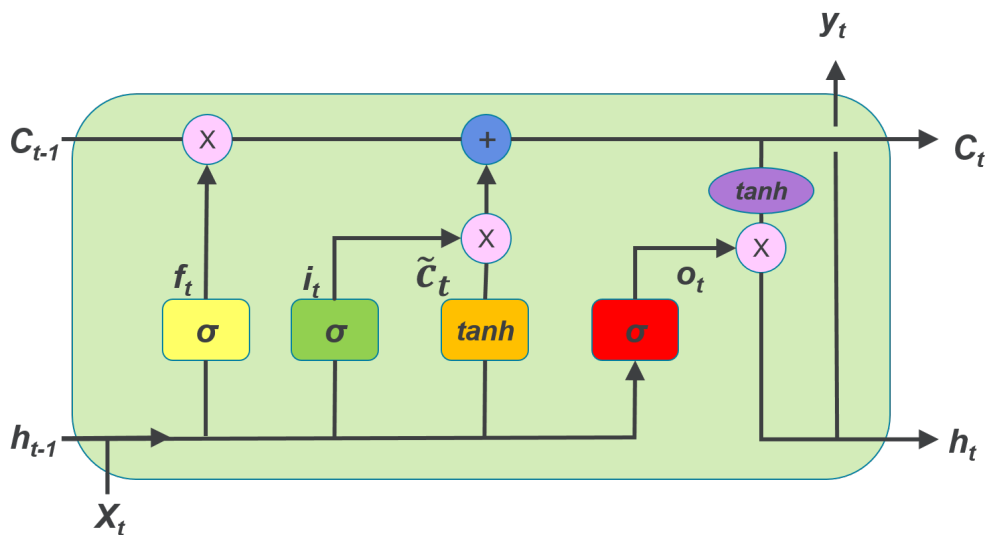 yₜ
Cₜ₋₁
X
+
Cₜ
tanh
X
X
fₜ
iₜ
c̃ₜ
oₜ
σ
σ
tanh
σ
hₜ₋₁
hₜ
Xₜ